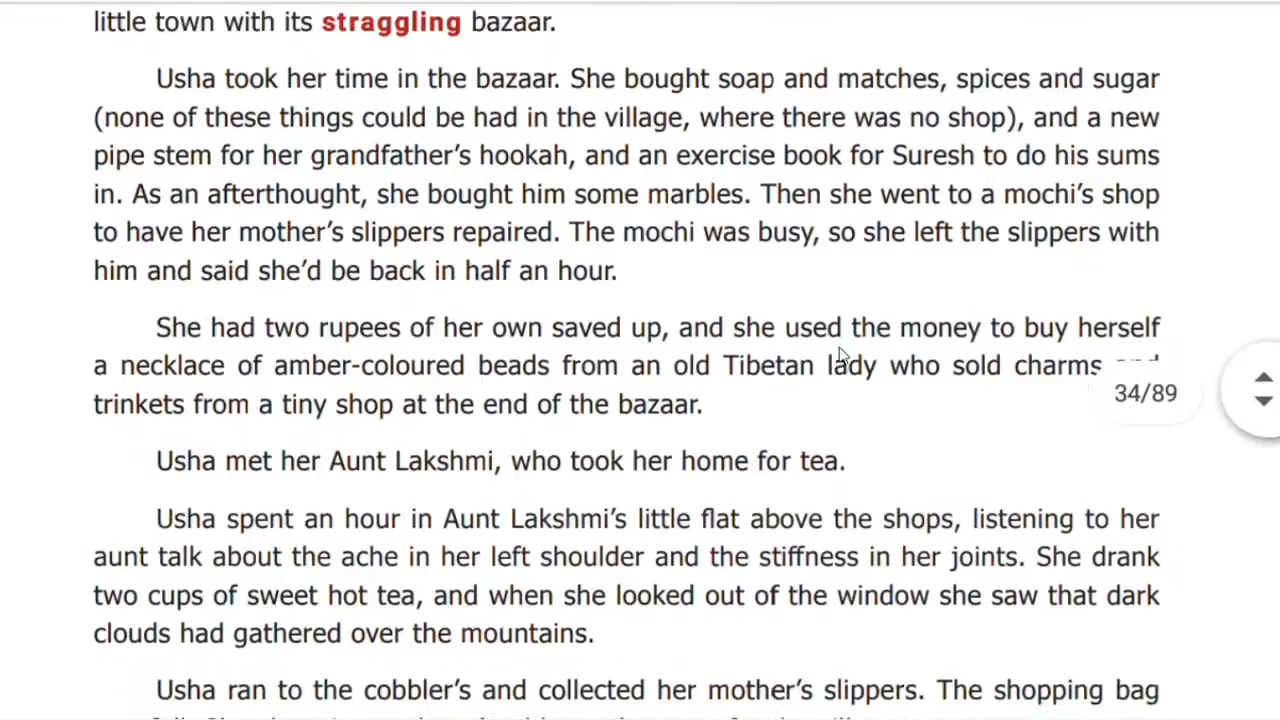 little town with its straggling bazaar.
Usha took her time in the bazaar. She bought soap and matches, spices and sugar
(none of these things could be had in the village, where there was no shop), and a new
pipe stem for her grandfather's hookah, and an exercise book for Suresh to do his sums
in. As an afterthought, she bought him some marbles. Then she went to a mochi's shop
to have her mother's slippers repaired. The mochi was busy, so she left the slippers with
him and said she'd be back in half an hour.
She had two rupees of her own saved up, and she used the money to buy herself
a necklace of amber-coloured beads from an old Tibetan lady who sold charms
34/89
trinkets from a tiny shop at the end of the bazaar.
Usha met her Aunt Lakshmi, who took her home for tea.
Usha spent an hour in Aunt Lakshmi's little flat above the shops, listening to her
aunt talk about the ache in her left shoulder and the stiffness in her joints. She drank
two cups of sweet hot tea, and when she looked out of the window she saw that dark
clouds had gathered over the mountains.
Usha ran to the cobbler's and collected her mother's slippers. The shopping bag